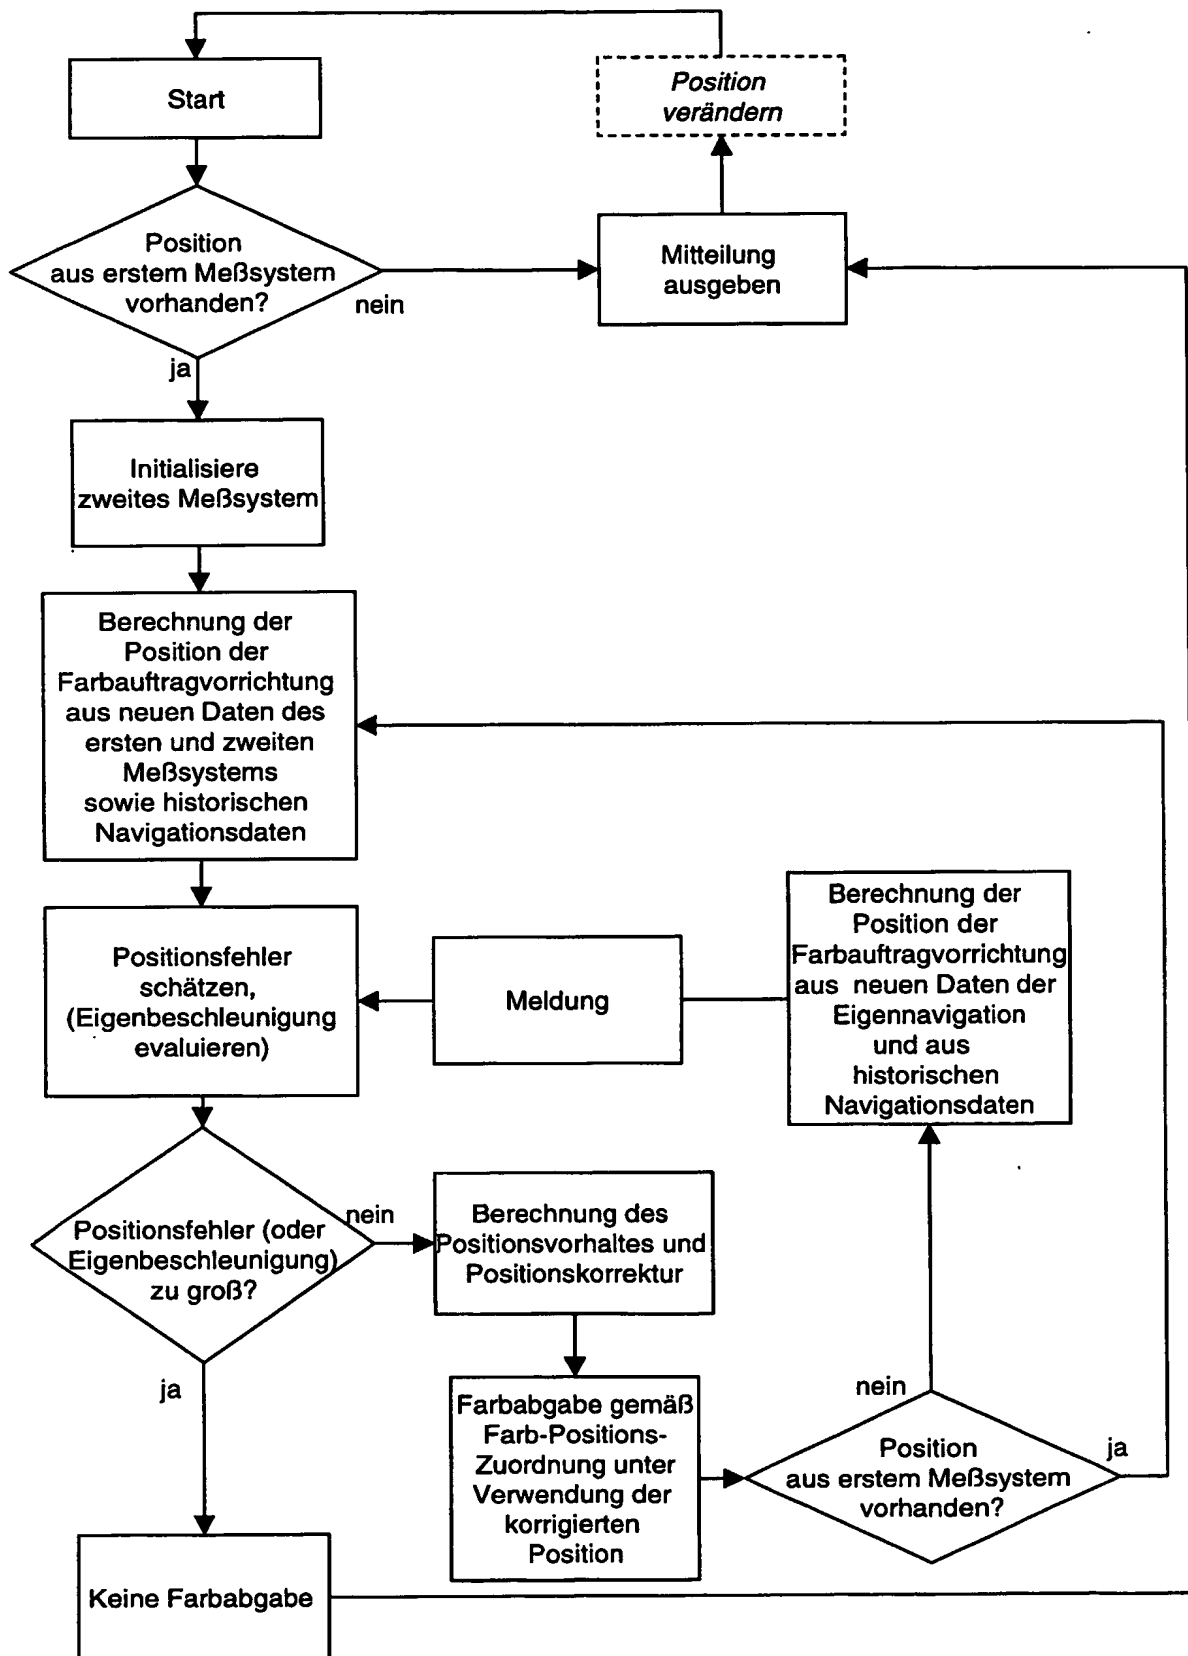 Start
Position
verändern
Position
aus erstem Meßsystem
vorhanden?
nein
ja
Mitteilung
ausgeben
Initialisiere
zweites Meßsystem
Berechnung der
Position der
Farbauftragvorrichtung
aus neuen Daten des
ersten und zweiten
Meßsystems
sowie historischen
Navigationsdaten
Positionsfehler
schätzen,
(Eigenbeschleunigung
evaluieren)
Meldung
Berechnung der
Position der
Farbauftragvorrichtung
aus neuen Daten der
Eigennavigation
und aus
historischen
Navigationsdaten
Positionsfehler (oder
Eigenbeschleunigung)
zu groß?
nein
ja
Berechnung des
Positionsvorhaltes und
Positionskorrektur
Farbabgabe gemäß
Farb-Positions-
Zuordnung unter
Verwendung der
korrigierten
Position
nein
Position
aus erstem Meßsystem
vorhanden?
ja
Keine Farbabgabe